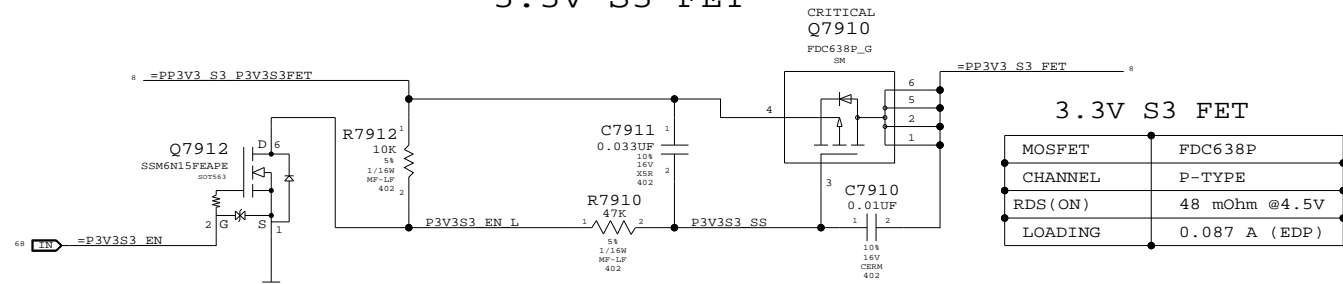 3.3V S3 FET
CRITICAL
Q7910
FDC638P_G
SM
8 =PP3V3_S3_P3V3S3FET
=PP3V3_S3_FET 8
4
6
5
2
1
3
Q7912
SSM6N15FEAPE
SOT563
D 6
2 G S 1
68 IN =P3V3S3_EN
R7912 1
10K
5%
1/16W
MF-LF
402 2
P3V3S3_EN_L
R7910
47K
1 2
5%
1/16W
MF-LF
402
C7911 1
0.033UF
10%
16V
X5R
402 2
P3V3S3_SS
C7910
0.01UF
1 2
10%
16V
CERM
402
3.3V S3 FET
MOSFET FDC638P
CHANNEL P-TYPE
RDS(ON) 48 mOhm @4.5V
LOADING 0.087 A (EDP)